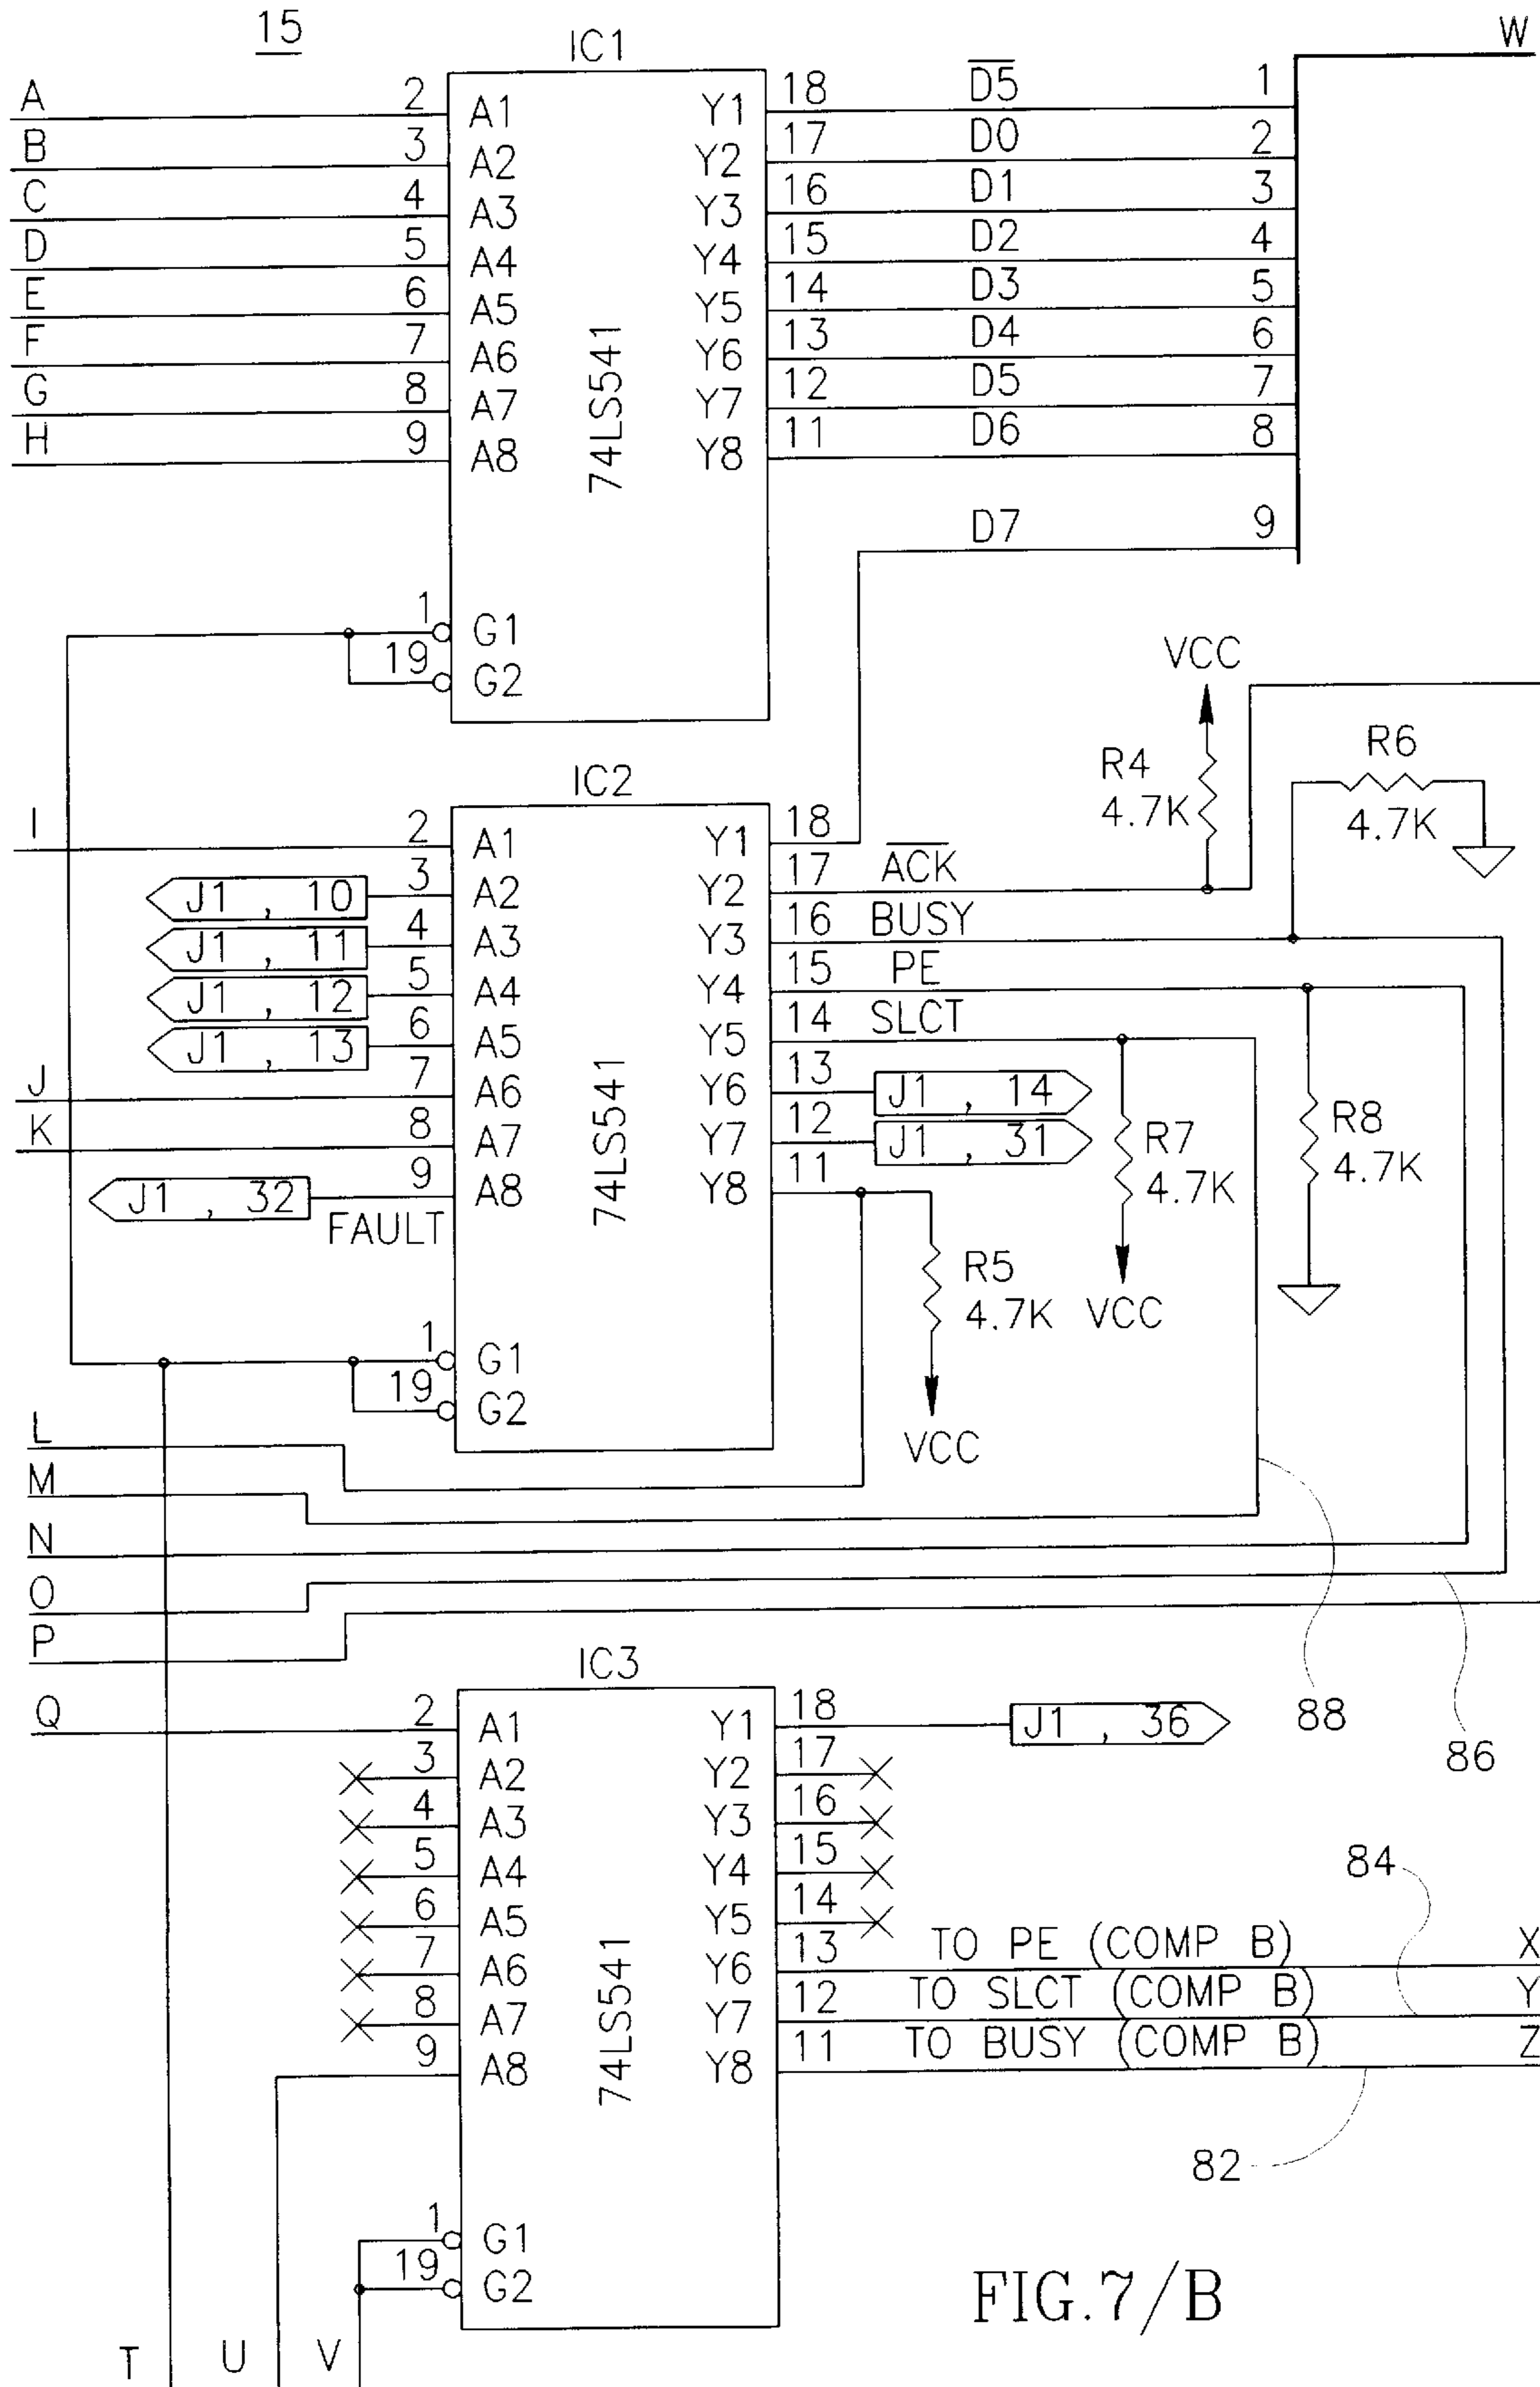 15
IC1
W
A 2 A1 Y1 18 D5 1
B 3 A2 Y2 17 D0 2
C 4 A3 Y3 16 D1 3
D 5 A4 Y4 15 D2 4
E 6 A5 Y5 14 D3 5
F 7 A6 Y6 13 D4 6
G 8 A7 Y7 12 D5 7
H 9 A8 Y8 11 D6 8
74LS541
D7 9
1 G1
19 G2
VCC
R4
4.7K
R6
4.7K
IC2
I 2 A1 Y1 18
J1 , 10 3 A2 Y2 17 ACK
J1 , 11 4 A3 Y3 16 BUSY
J1 , 12 5 A4 Y4 15 PE
J1 , 13 6 A5 Y5 14 SLCT
J 7 A6 Y6 13 J1 , 14
K 8 A7 Y7 12 J1 , 31
J1 , 32 9 A8 Y8 11
FAULT
74LS541
R7
4.7K
VCC
R8
4.7K
R5
4.7K
VCC
1 G1
19 G2
L
M
N
O
P
88
86
IC3
Q 2 A1 Y1 18 J1 , 36
3 A2 Y2 17
4 A3 Y3 16
5 A4 Y4 15
6 A5 Y5 14
7 A6 Y6 13 TO PE (COMP B) X
8 A7 Y7 12 TO SLCT (COMP B) Y
9 A8 Y8 11 TO BUSY (COMP B) Z
74LS541
84
82
1 G1
19 G2
T U V
FIG.7/B